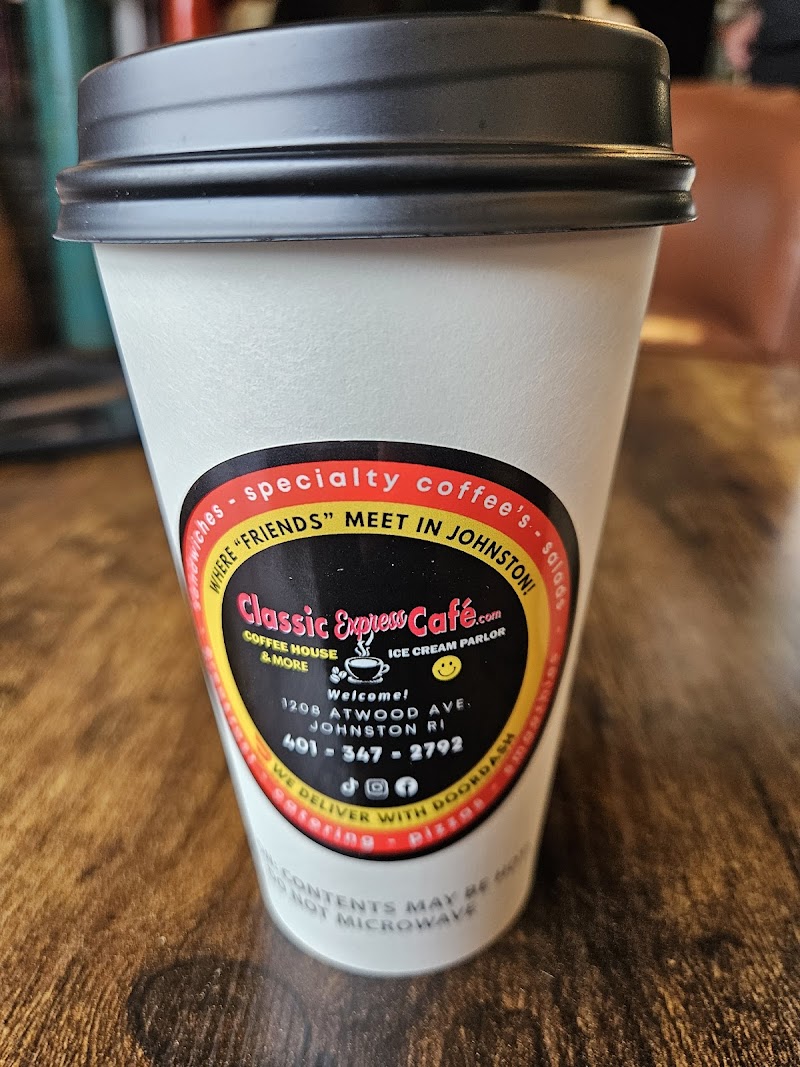 sandwiches - specialty coffee's - salads
WHERE "FRIENDS" MEET IN JOHNSTON!
Classic Express Café.com
COFFEE HOUSE
& MORE
ICE CREAM PARLOR
Welcome!
1208 ATWOOD AVE.
JOHNSTON RI
401 - 347 - 2792
WE DELIVER WITH DOORDASH
catering - pizzas - smoothies
CONTENTS MAY BE HOT
DO NOT MICROWAVE